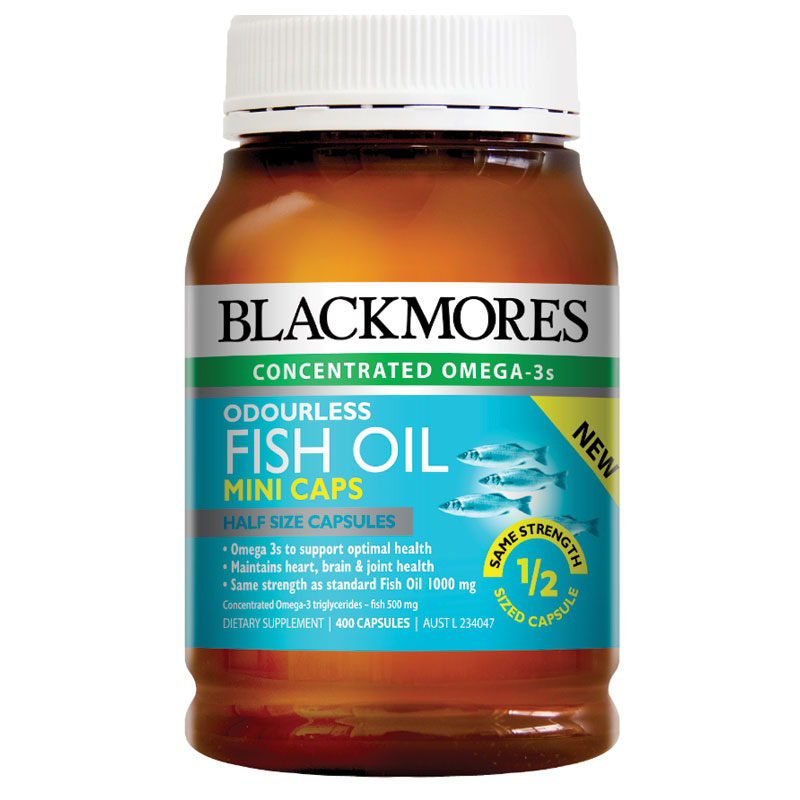 BLACKMORES
CONCENTRATED OMEGA-3s
ODOURLESS
FISH OIL
MINI CAPS
HALF SIZE CAPSULES
• Omega 3s to support optimal health
• Maintains heart, brain & joint health
• Same strength as standard Fish Oil 1000 mg
Concentrated Omega-3 triglycerides – fish 500 mg
DIETARY SUPPLEMENT | 400 CAPSULES | AUST L 234047
NEW
SAME STRENGTH
1/2
SIZED CAPSULE